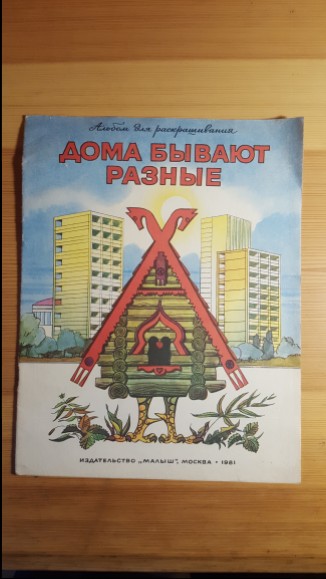 Альбом для раскрашивания
ДОМА БЫВАЮТ
РАЗНЫЕ
ИЗДАТЕЛЬСТВО „МАЛЫШ“. МОСКВА • 1981